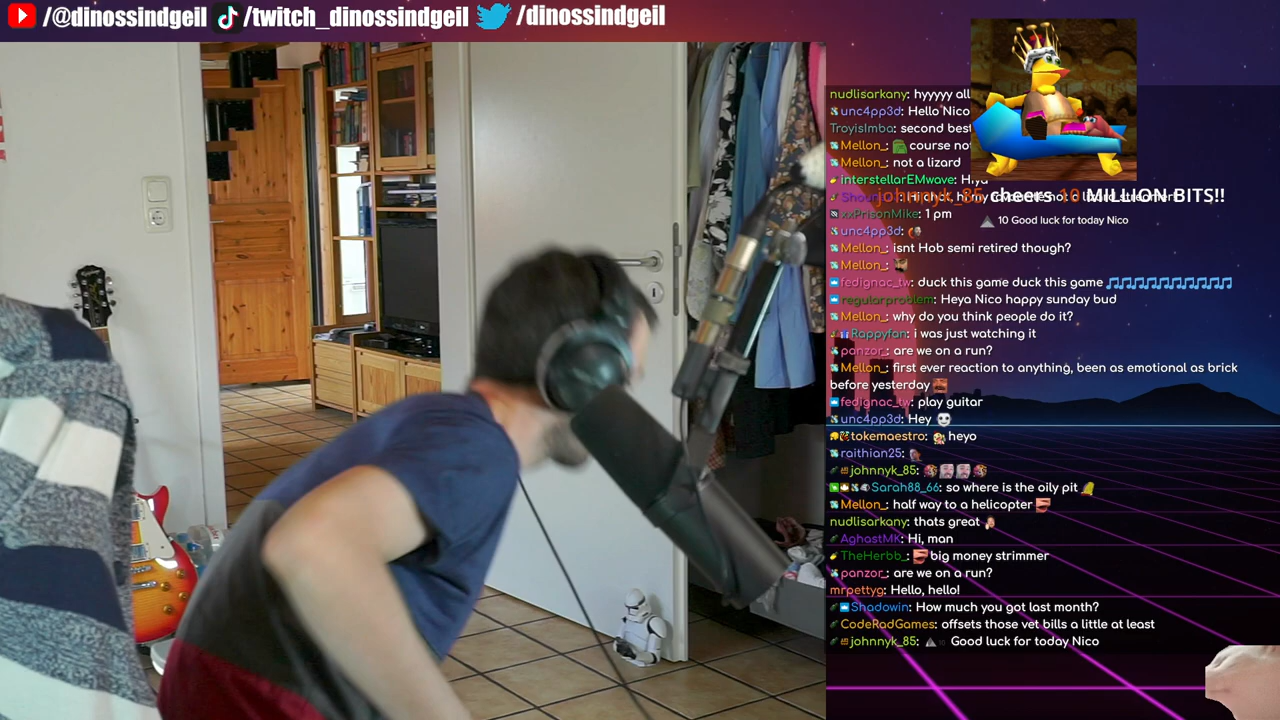 /@dinossindgeil /twitch_dinossindgeil /dinossindgeil
nudlisarkany: hyyyyy all
unc4pp3d: Hello Nico
TroyisImba: second best
Mellon_: course not
Mellon_: not a lizard
interstellarEMwave: Hiya
johnnyk_85 cheers 10 MILLION BITS!!
xxPrisonMike: 1 pm
10 Good luck for today Nico
unc4pp3d:
Mellon_: isnt Hob semi retired though?
Mellon_:
fedignac_tw: duck this game duck this game
regularproblem: Heya Nico happy sunday bud
Mellon_: why do you think people do it?
Rappyfan: i was just watching it
panzor_: are we on a run?
Mellon_: first ever reaction to anything, been as emotional as brick
before yesterday
fedignac_tw: play guitar
unc4pp3d: Hey
tokemaestro: heyo
raithian25:
johnnyk_85:
Sarah88_66: so where is the oily pit
Mellon_: half way to a helicopter
nudlisarkany: thats great
AghastMK: Hi, man
TheHerbb_: big money strimmer
panzor_: are we on a run?
mrpettyg: Hello, hello!
Shadowin: How much you got last month?
CodeRadGames: offsets those vet bills a little at least
johnnyk_85: 10 Good luck for today Nico